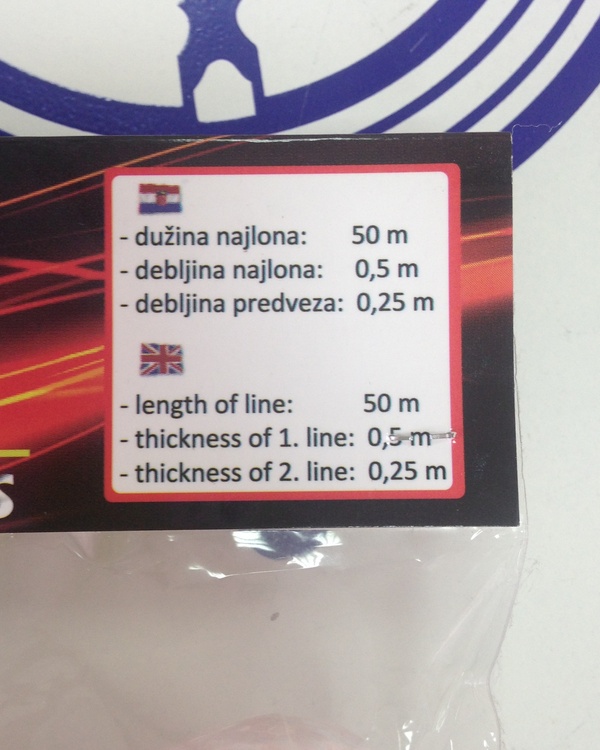 - dužina najlona: 50 m
- debljina najlona: 0,5 m
- debljina predveza: 0,25 m
- length of line: 50 m
- thickness of 1. line: 0,5 m
- thickness of 2. line: 0,25 m
s